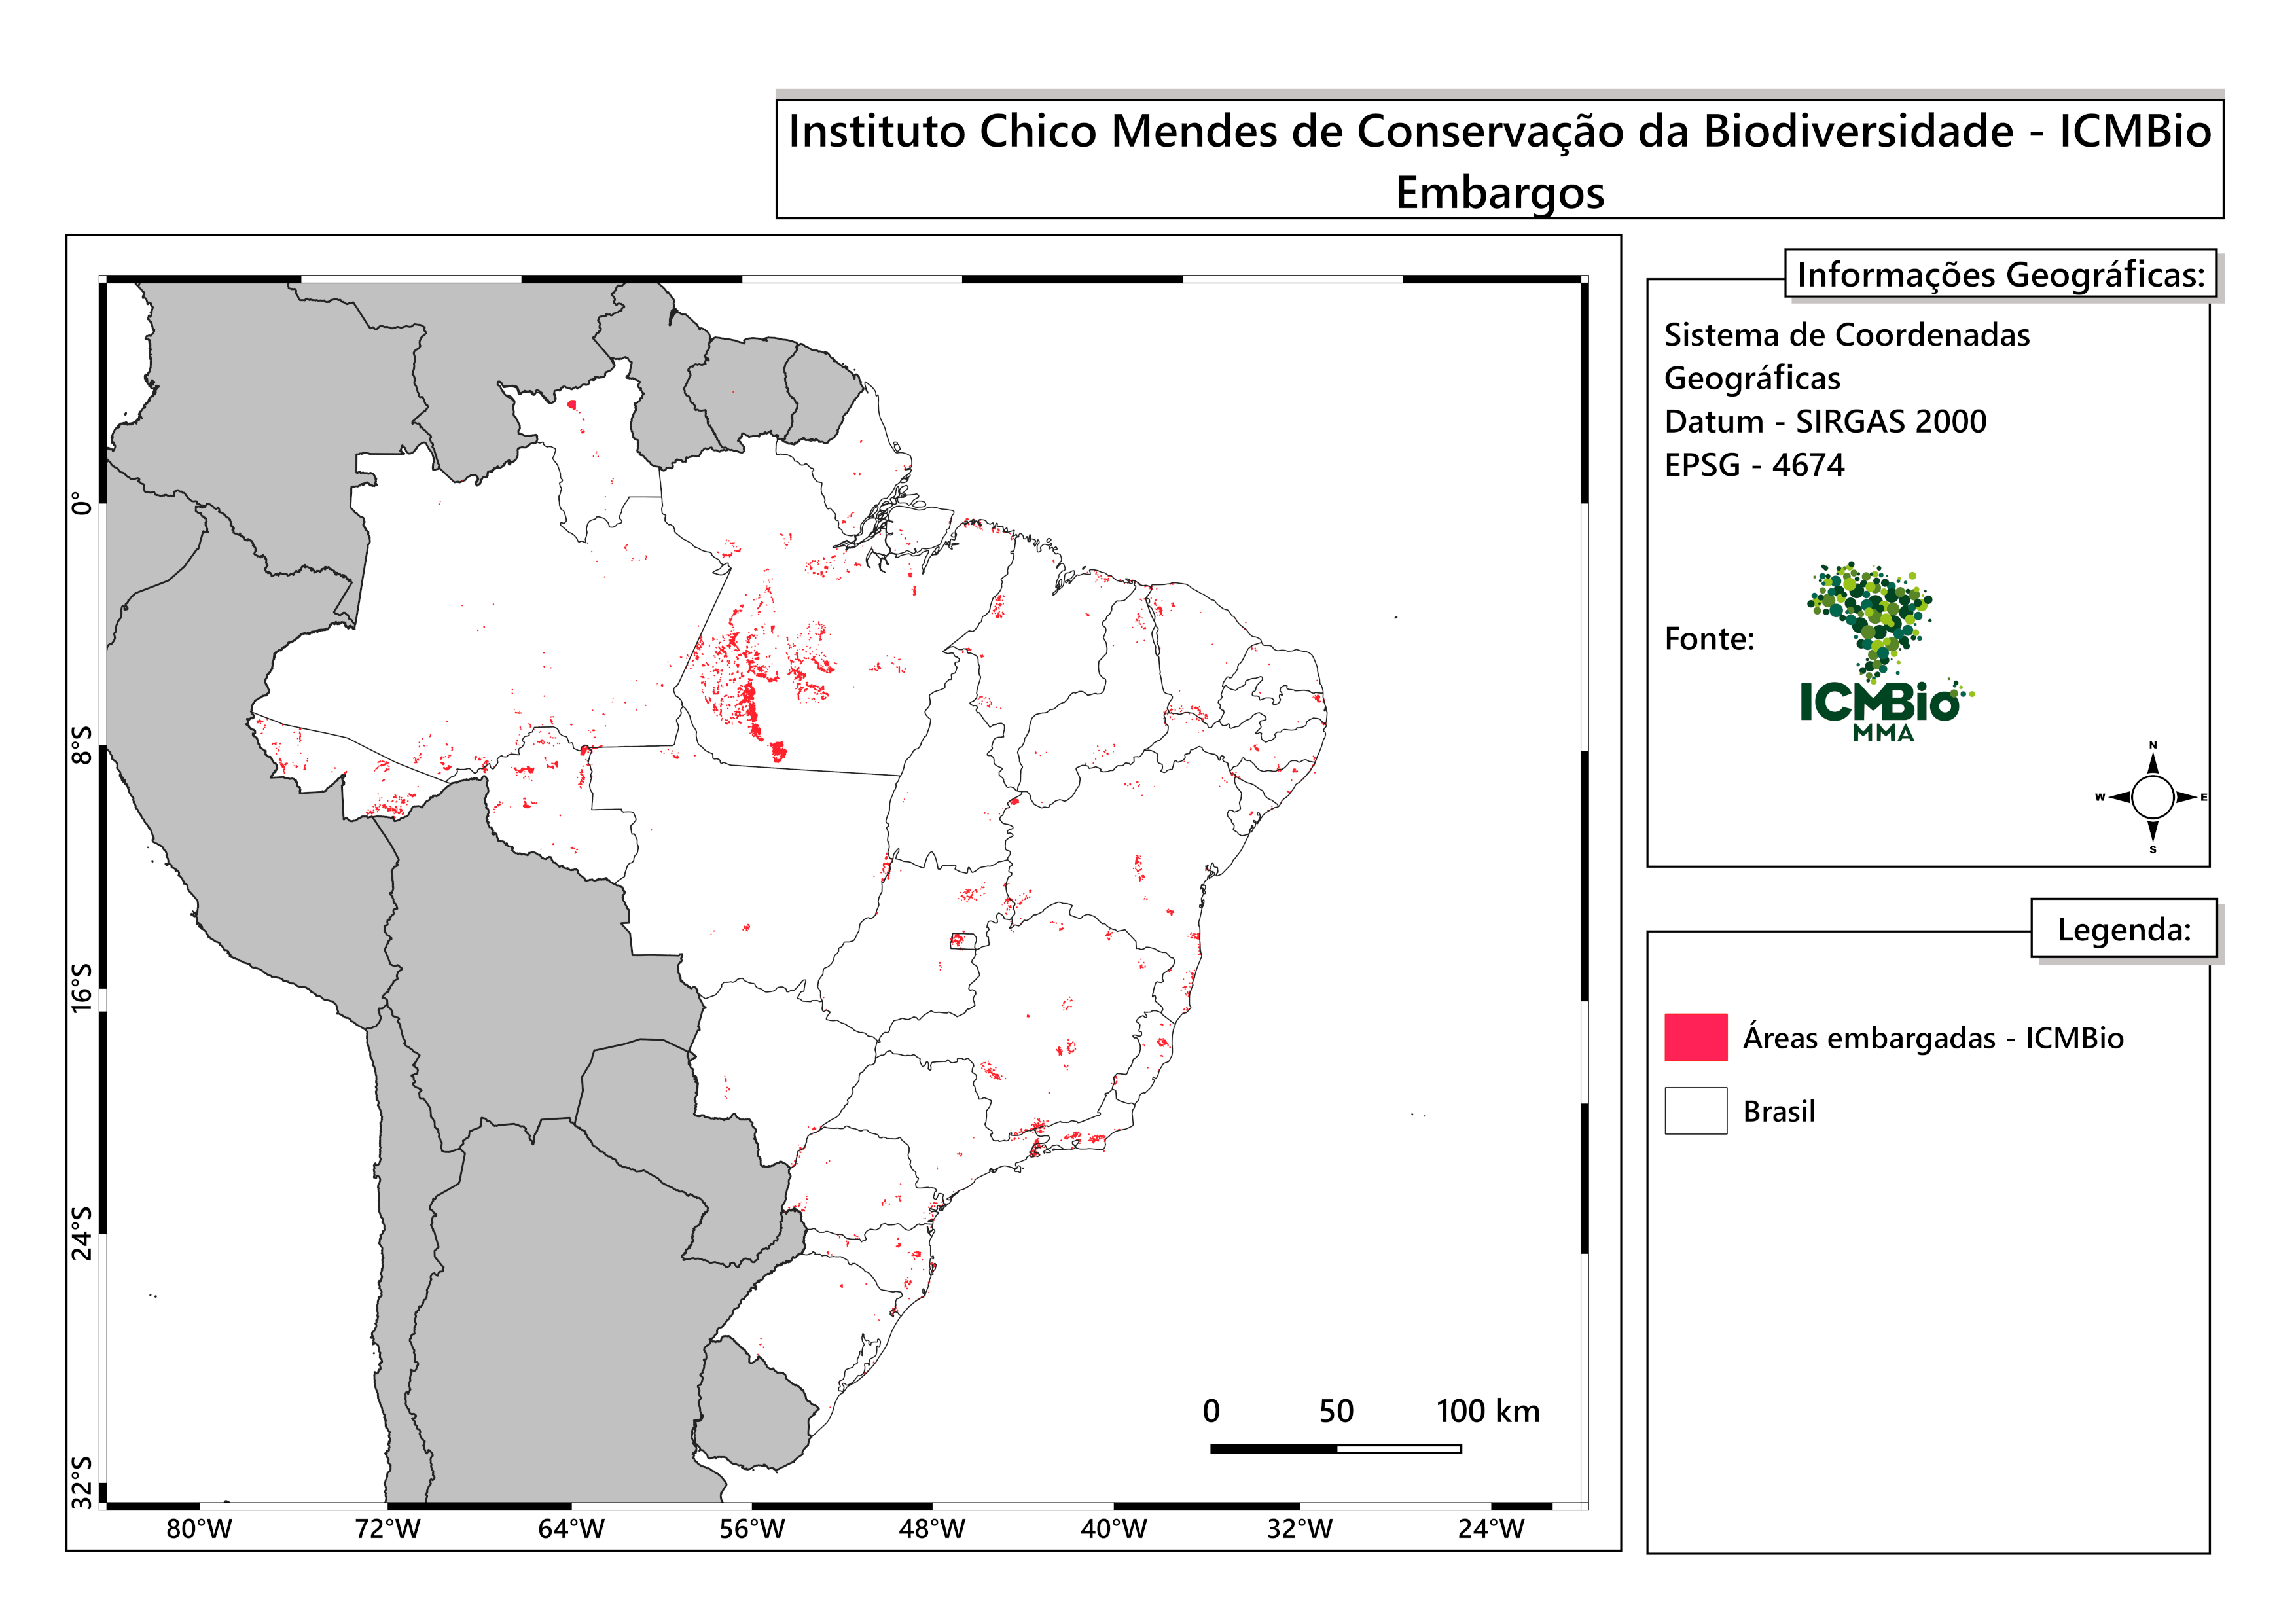 Instituto Chico Mendes de Conservação da Biodiversidade - ICMBio
Embargos
Informações Geográficas:
Sistema de Coordenadas
Geográficas
Datum - SIRGAS 2000
EPSG - 4674
Fonte:
ICMBio
MMA
N
W
E
S
Legenda:
Áreas embargadas - ICMBio
Brasil
0°
8°S
16°S
24°S
32°S
0 50 100 km
80°W 72°W 64°W 56°W 48°W 40°W 32°W 24°W